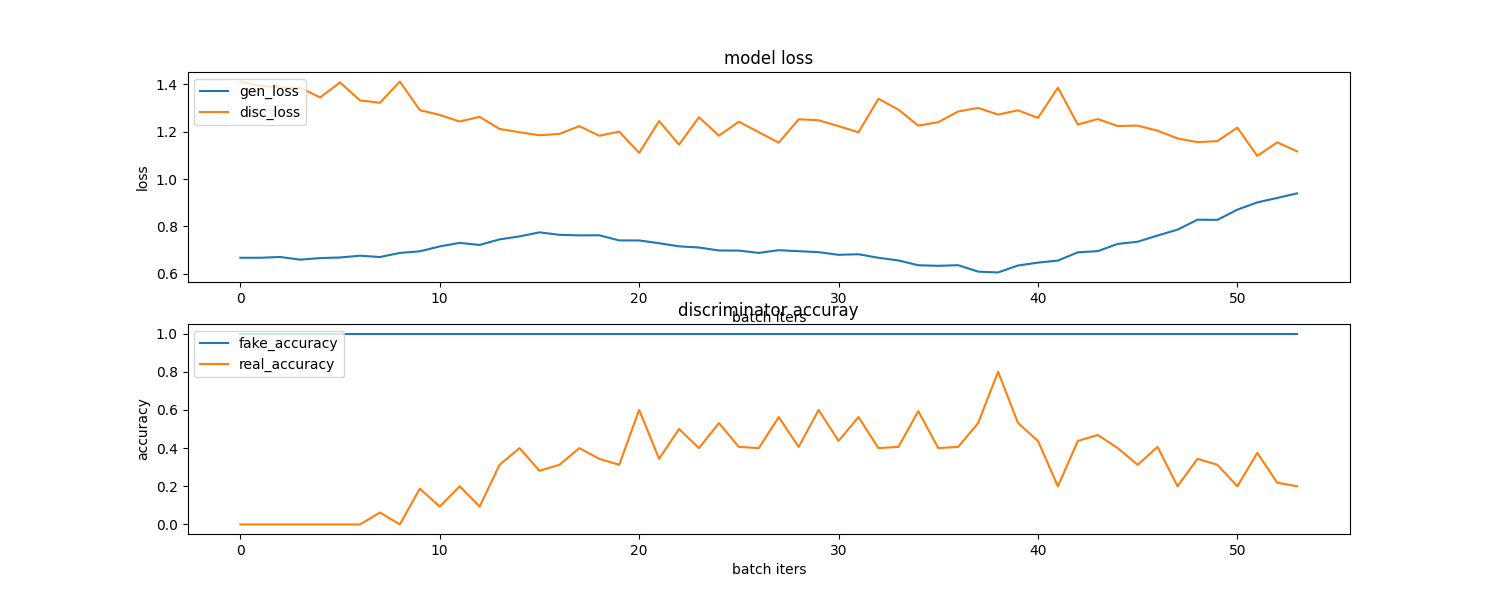 model loss
1.4
1.2
1.0
0.8
0.6
loss
gen_loss
disc_loss
0 10 20 30 40 50
batch iters
discriminator accuray
1.0
0.8
0.6
0.4
0.2
0.0
accuracy
fake_accuracy
real_accuracy
0 10 20 30 40 50
batch iters